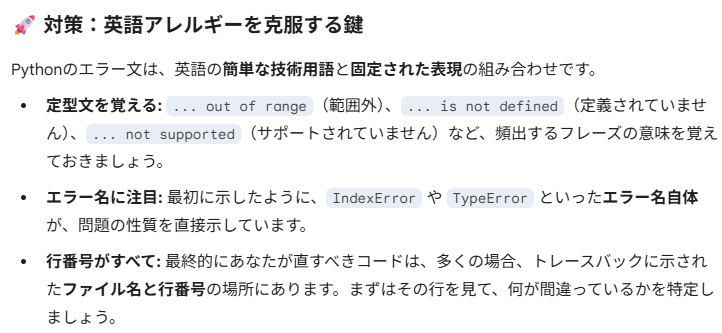 🚀 対策：英語アレルギーを克服する鍵
Pythonのエラー文は、英語の簡単な技術用語と固定された表現の組み合わせです。
• 定型文を覚える: ... out of range（範囲外）、... is not defined（定義されていませ
ん）、... not supported（サポートされていません）など、頻出するフレーズの意味を覚え
ておきましょう。
• エラー名に注目: 最初に示したように、IndexError や TypeError といったエラー名自体
が、問題の性質を直接示しています。
• 行番号がすべて: 最終的にあなたが直すべきコードは、多くの場合、トレースバックに示され
たファイル名と行番号の場所にあります。まずはその行を見て、何が間違っているかを特定し
ましょう。